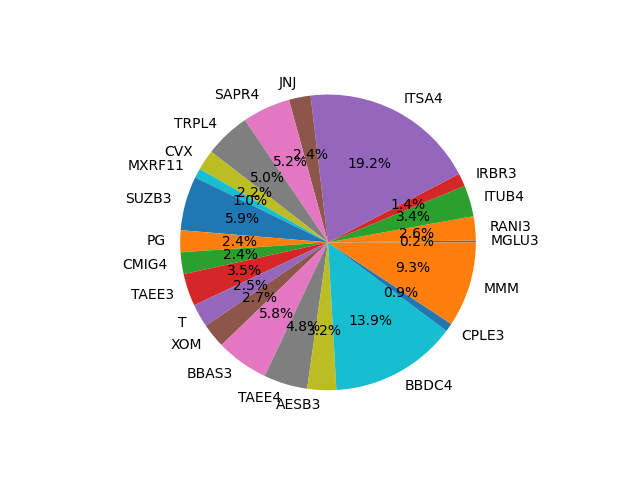 JNJ
SAPR4
ITSA4
TRPL4
CVX
MXRF11
IRBR3
SUZB3
ITUB4
RANI3
PG
MGLU3
CMIG4
TAEE3
MMM
T
XOM
CPLE3
BBAS3
TAEE4
AESB3
BBDC4
2.4%
5.2%
19.2%
5.0%
2.2%
1.0%
1.4%
5.9%
3.4%
2.6%
2.4%
0.2%
2.4%
3.5%
9.3%
2.5%
2.7%
0.9%
5.8%
4.8%
3.2%
13.9%